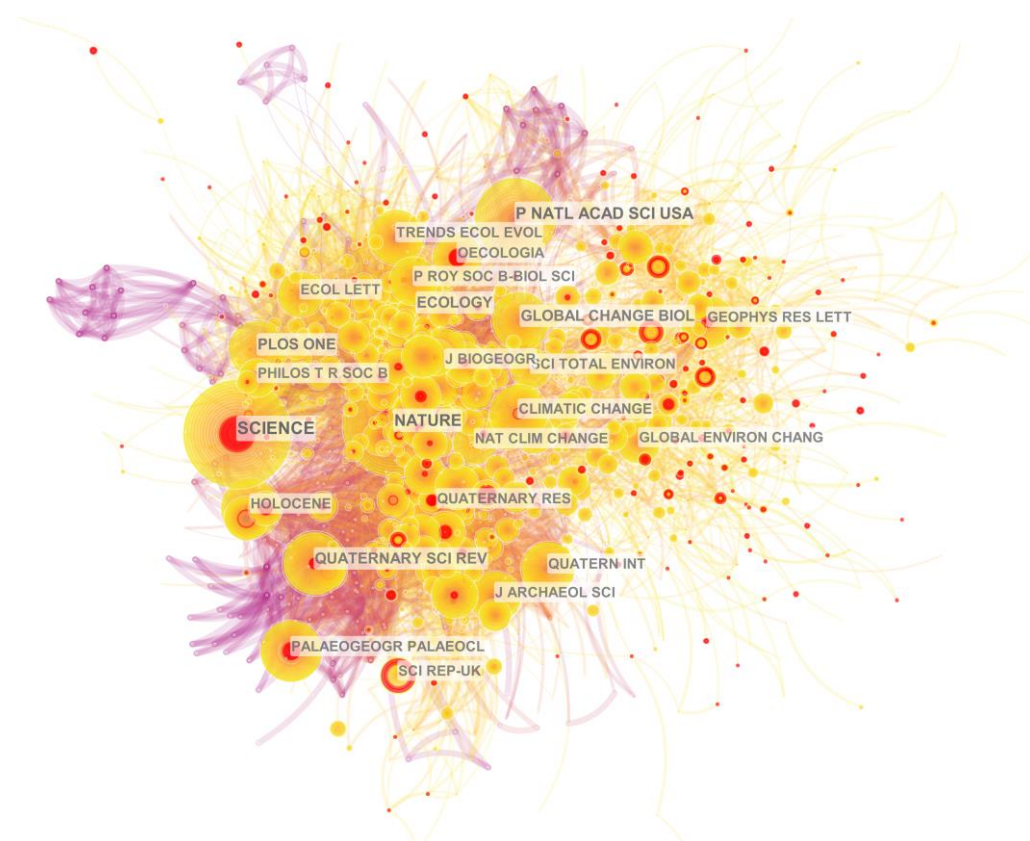 P NATL ACAD SCI USA
TRENDS ECOL EVOL
OECOLOGIA
P ROY SOC B-BIOL SCI
ECOL LETT
ECOLOGY
GLOBAL CHANGE BIOL
GEOPHYS RES LETT
PLOS ONE
J BIOGEOGR
SCI TOTAL ENVIRON
PHILOS T R SOC B
CLIMATIC CHANGE
NATURE
SCIENCE
NAT CLIM CHANGE
GLOBAL ENVIRON CHANG
QUATERNARY RES
HOLOCENE
QUATERNARY SCI REV
QUATERN INT
J ARCHAEOL SCI
PALAEOGEOGR PALAEOCL
SCI REP-UK